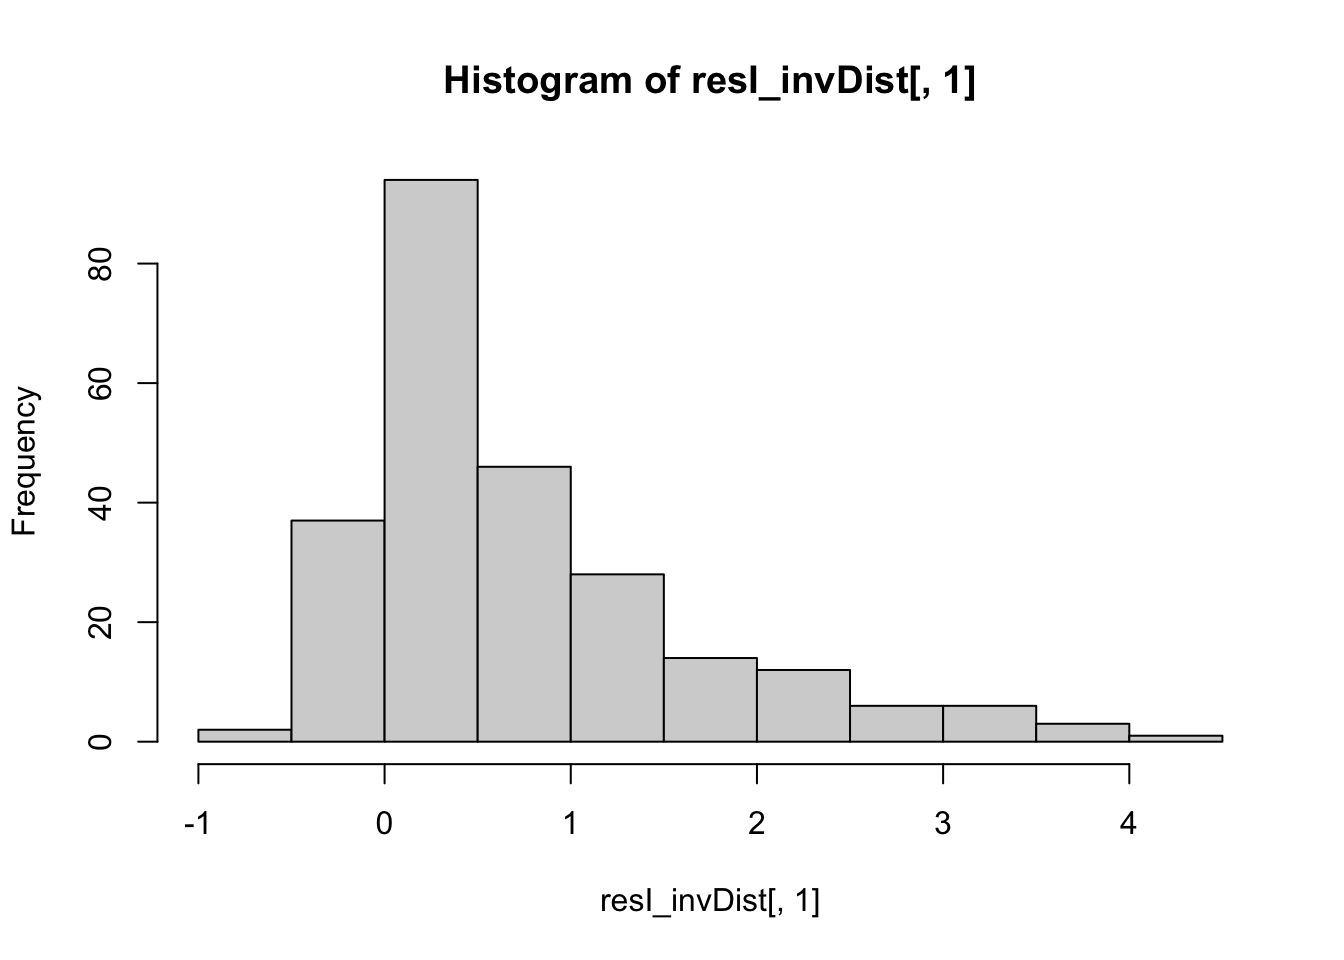 Histogram of resI_invDist[, 1]
Frequency
80
60
40
20
0
-1 0 1 2 3 4
resI_invDist[, 1]